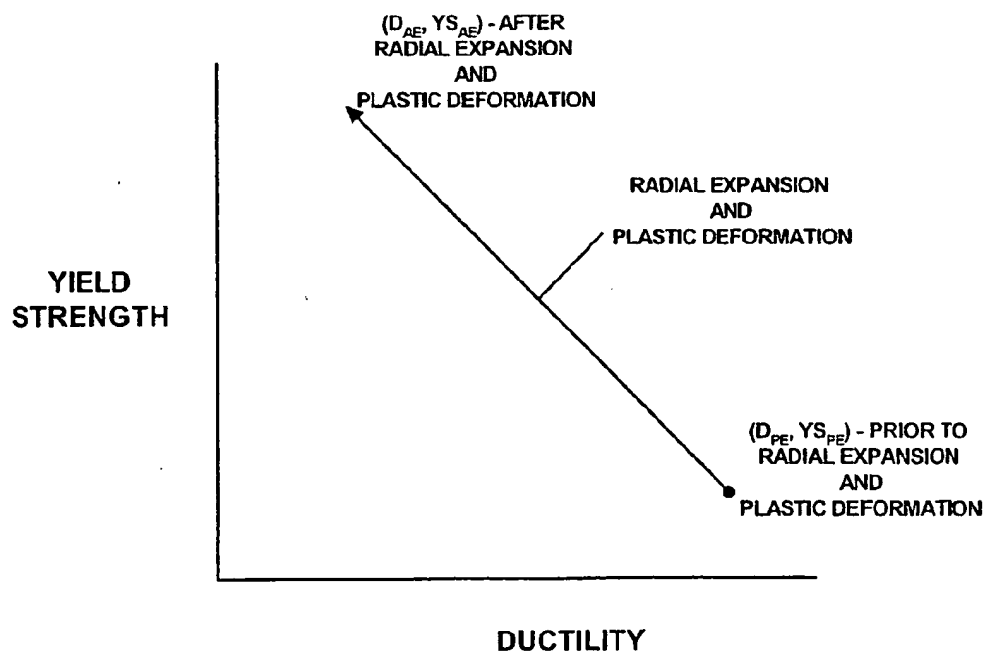 (D_AE, YS_AE) - AFTER
RADIAL EXPANSION
AND
PLASTIC DEFORMATION
RADIAL EXPANSION
AND
PLASTIC DEFORMATION
YIELD
STRENGTH
(D_PE, YS_PE) - PRIOR TO
RADIAL EXPANSION
AND
PLASTIC DEFORMATION
DUCTILITY